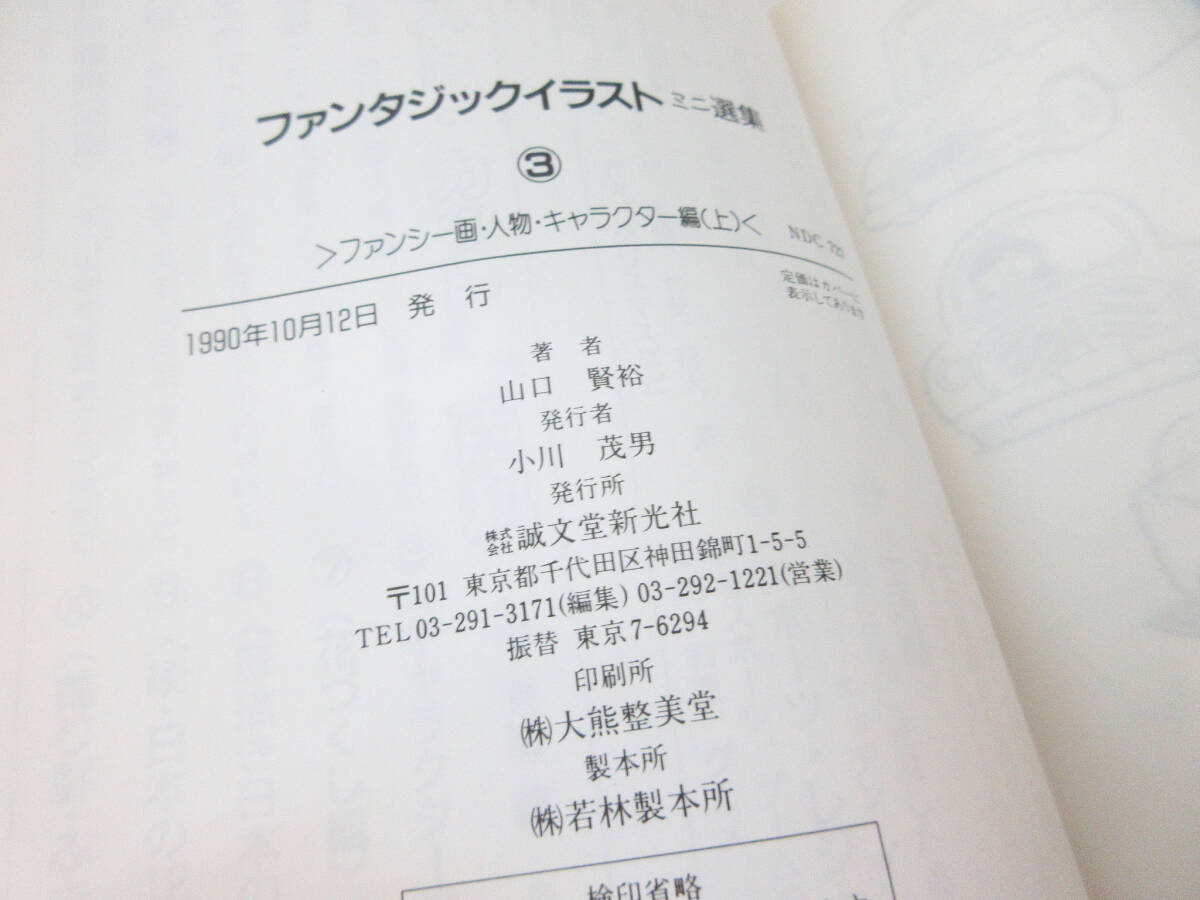 ファンタジックイラスト ミニ選集
③
>ファンシー画・人物・キャラクター編(上)<
NDC 727
1990年10月12日 発行
定価はカバーに
表示してあります
著者
山口 賢裕
発行者
小川 茂男
発行所
株式会社 誠文堂新光社
〒101 東京都千代田区神田錦町1-5-5
TEL 03-291-3171(編集) 03-292-1221(営業)
振替 東京7-6294
印刷所
㈱大熊整美堂
製本所
㈱若林製本所
検印省略